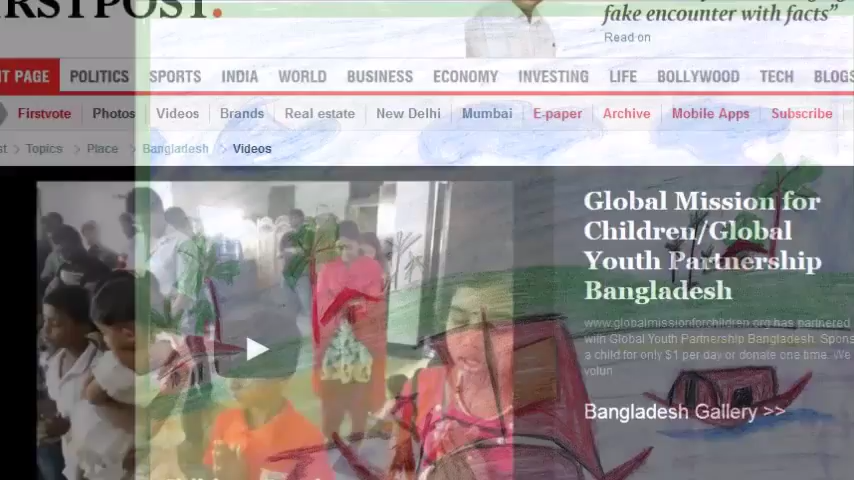 RSTPOST.
fake encounter with facts”
Read on
T PAGE POLITICS SPORTS INDIA WORLD BUSINESS ECONOMY INVESTING LIFE BOLLYWOOD TECH BLOGS
Firstvote Photos Videos Brands Real estate New Delhi Mumbai E-paper Archive Mobile Apps Subscribe
st > Topics > Place > Bangladesh > Videos
Global Mission for
Children/Global
Youth Partnership
Bangladesh
www.globalmissionforchildren.org has partnered
with Global Youth Partnership Bangladesh. Spons
a child for only $1 per day or donate one time. We
volun
Bangladesh Gallery >>